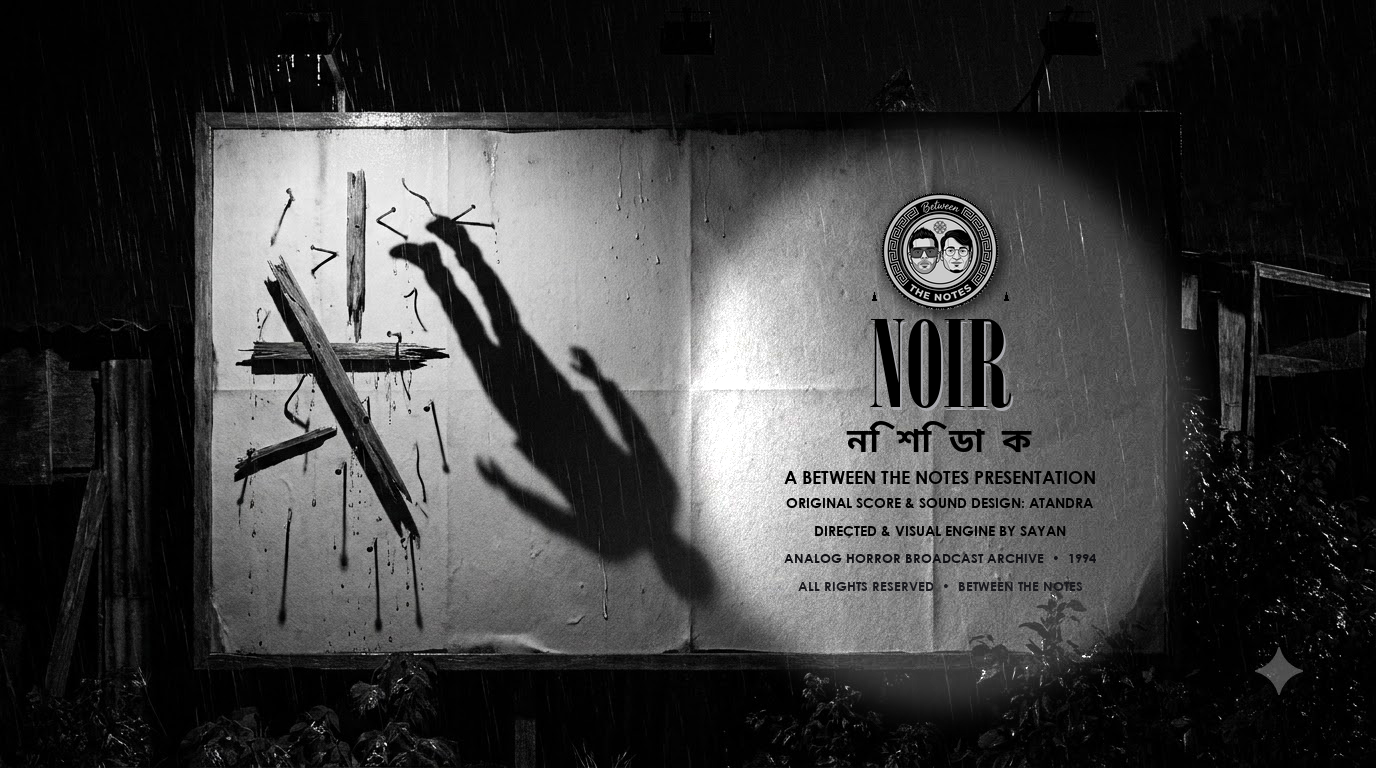 Between
THE NOTES
NOIR
ন ি শ ি ডা ক
A BETWEEN THE NOTES PRESENTATION
ORIGINAL SCORE & SOUND DESIGN: ATANDRA
DIRECTED & VISUAL ENGINE BY SAYAN
ANALOG HORROR BROADCAST ARCHIVE • 1994
ALL RIGHTS RESERVED • BETWEEN THE NOTES